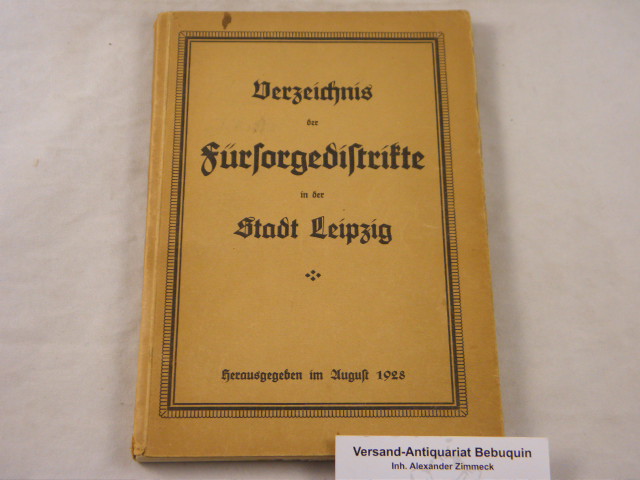 Verzeichnis
der
Fürsorgedistrikte
in der
Stadt Leipzig
Herausgegeben im August 1928
Versand-Antiquariat Bebuquin
Inh. Alexander Zimmeck